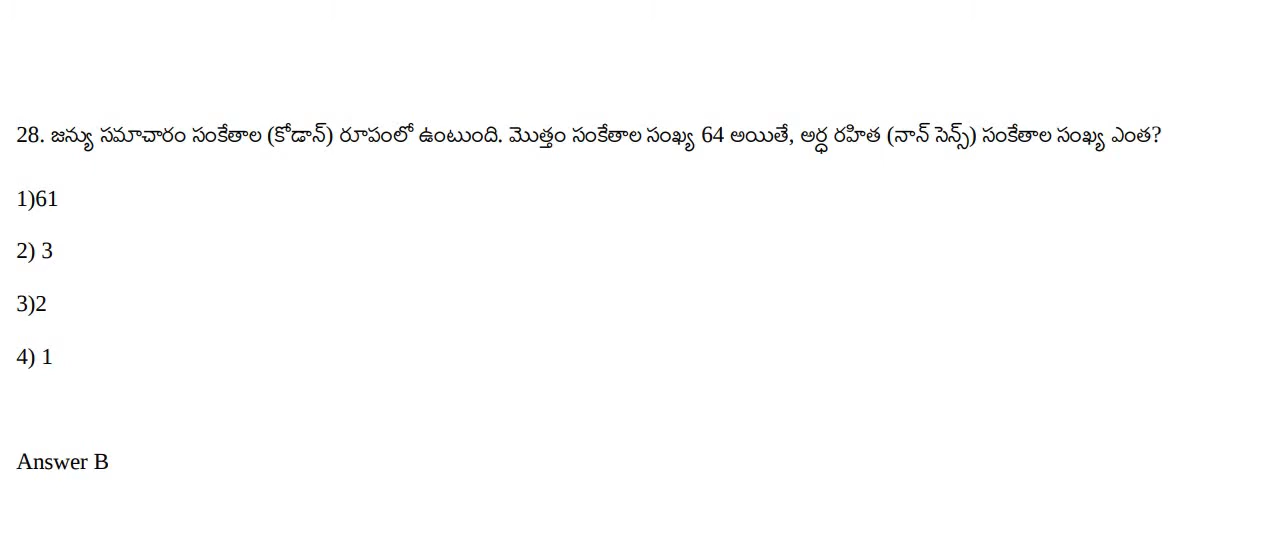 28. జన్యు సమాచారం సంకేతాల (కోడాన్) రూపంలో ఉంటుంది. మొత్తం సంకేతాల సంఖ్య 64 అయితే, అర్ధ రహిత (నాన్ సెన్స్) సంకేతాల సంఖ్య ఎంత?
1)61
2) 3
3)2
4) 1
Answer B